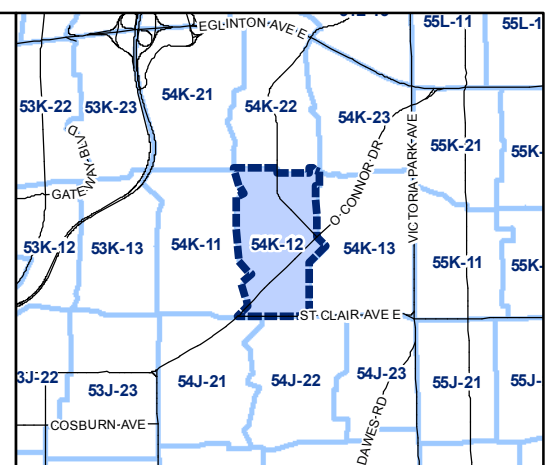 55L-11
55L-1
EGLINTON AVE E
53K-22
53K-23
54K-21
54K-22
54K-23
55K-21
55K-
GATEWAY BLVD
O CONNOR DR
VICTORIA PARK AVE
53K-12
53K-13
54K-11
54K-12
54K-13
55K-11
55K-
ST CLAIR AVE E
3J-22
53J-23
54J-21
54J-22
54J-23
55J-21
55J-
COSBURN AVE
DAWES RD